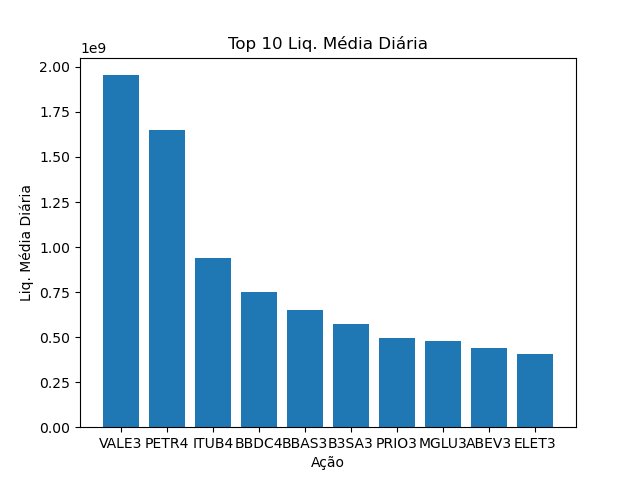 Top 10 Liq. Média Diária
1e9
2.00
1.75
1.50
1.25
1.00
0.75
0.50
0.25
0.00
Liq. Média Diária
VALE3 PETR4 ITUB4 BBDC4 BBAS3 B3SA3 PRIO3 MGLU3 ABEV3 ELET3
Ação